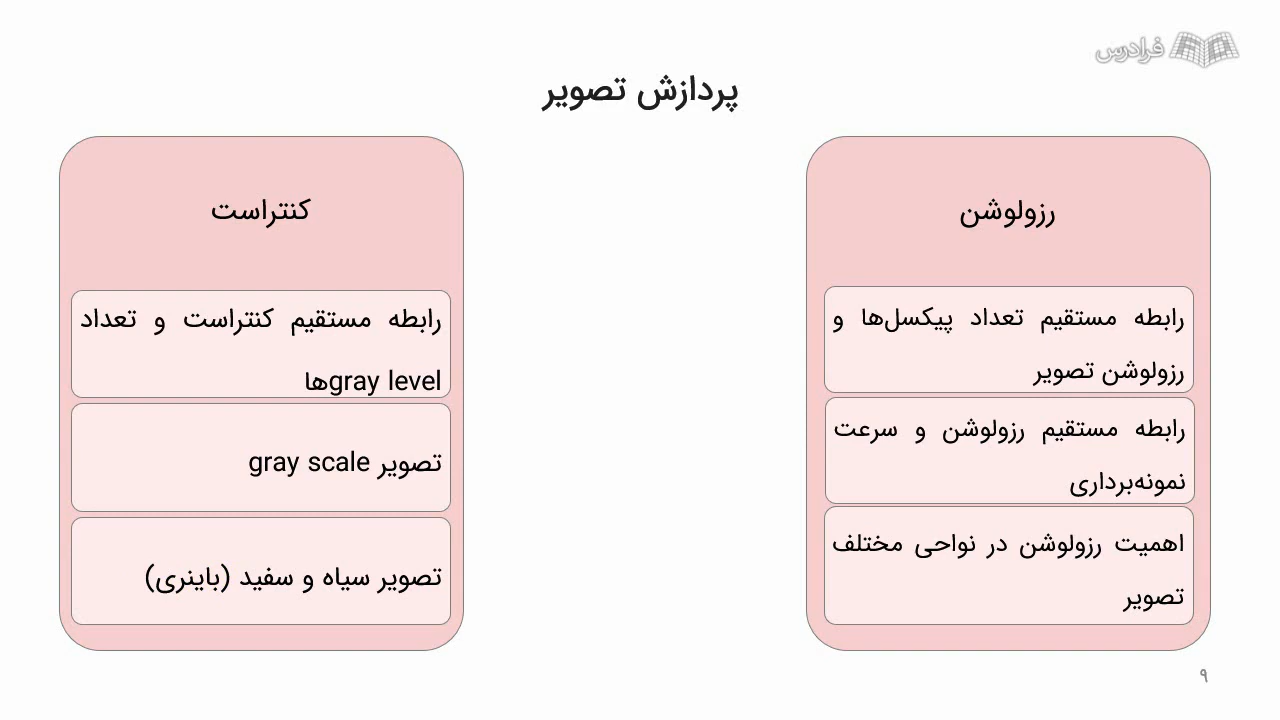 فرادرس
پردازش تصویر
رزولوشن
رابطه مستقیم تعداد پیکسل‌ها و
رزولوشن تصویر
رابطه مستقیم رزولوشن و سرعت
نمونه‌برداری
اهمیت رزولوشن در نواحی مختلف
تصویر
کنتراست
رابطه مستقیم کنتراست و تعداد
gray levelها
تصویر gray scale
تصویر سیاه و سفید (باینری)
۹